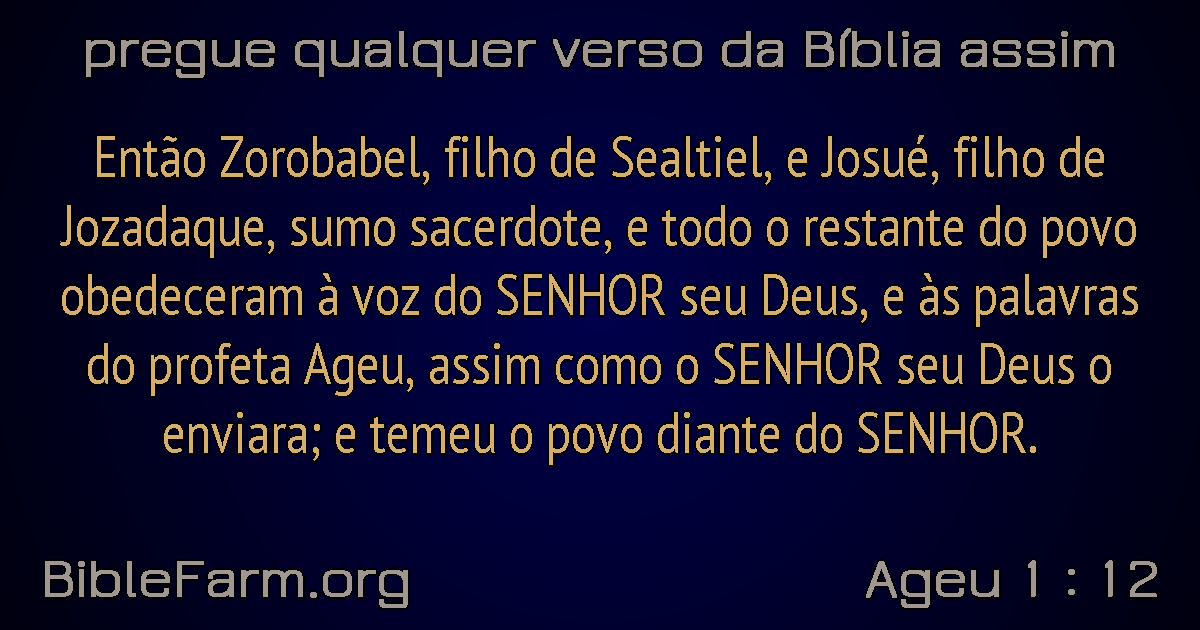 pregue qualquer verso da Bíblia assim
Então Zorobabel, filho de Sealtiel, e Josué, filho de
Jozadaque, sumo sacerdote, e todo o restante do povo
obedeceram à voz do SENHOR seu Deus, e às palavras
do profeta Ageu, assim como o SENHOR seu Deus o
enviara; e temeu o povo diante do SENHOR.
BibleFarm.org
Ageu 1 : 12